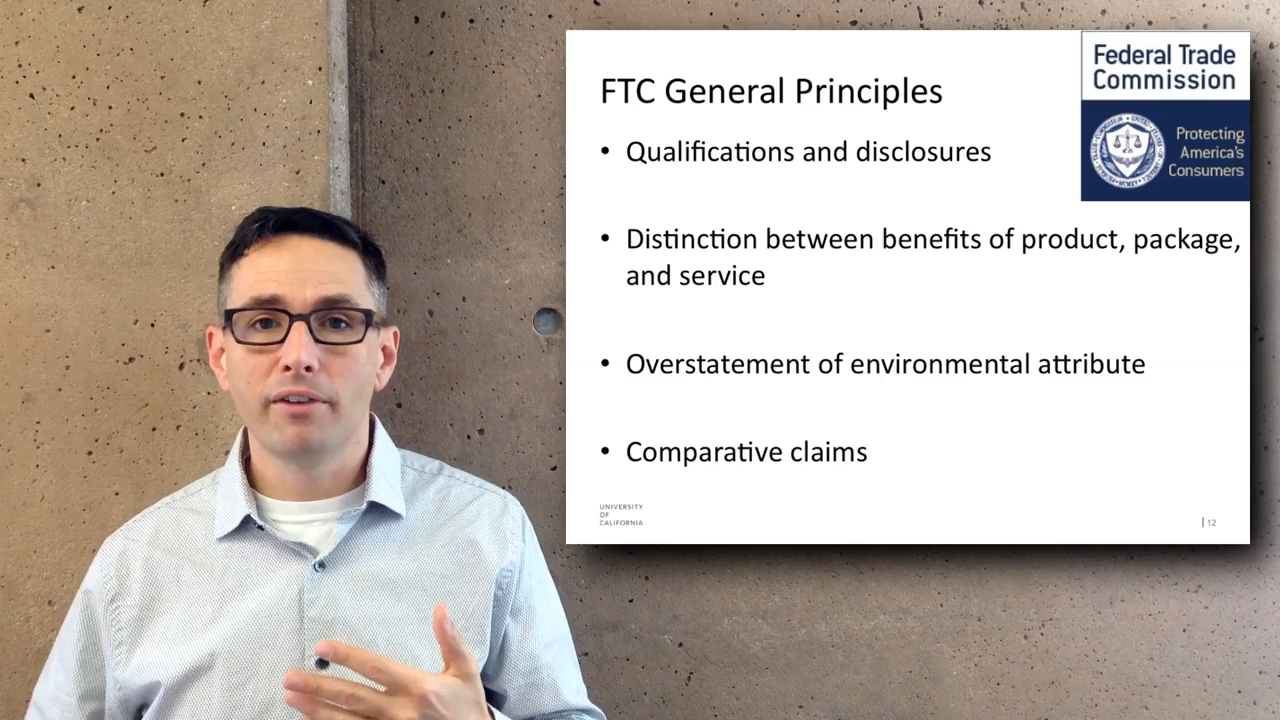 FTC General Principles
Federal Trade
Commission
Protecting
America's
Consumers
• Qualifications and disclosures
• Distinction between benefits of product, package,
and service
• Overstatement of environmental attribute
• Comparative claims
UNIVERSITY
OF
CALIFORNIA
| 12